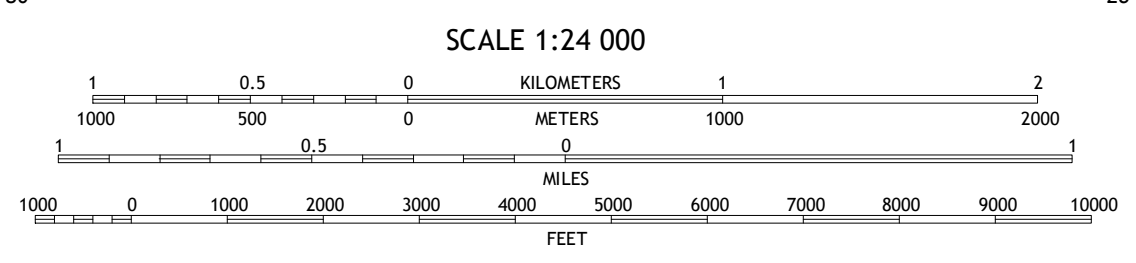 SCALE 1:24 000
1 0.5 0 KILOMETERS 1 2
1000 500 0 METERS 1000 2000
1 0.5 0 1
MILES
1000 0 1000 2000 3000 4000 5000 6000 7000 8000 9000 10000
FEET